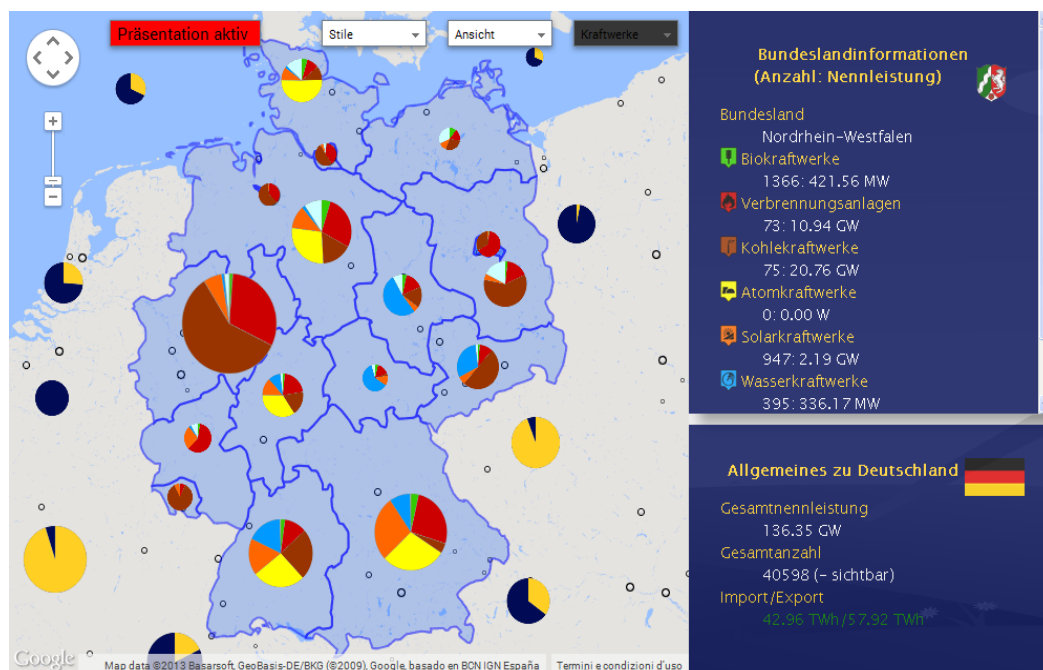 Präsentation aktiv
Stile
Ansicht
Kraftwerke
Bundeslandinformationen
(Anzahl: Nennleistung)
Bundesland
Nordrhein-Westfalen
Biokraftwerke
1366: 421.56 MW
Verbrennungsanlagen
73: 10.94 GW
Kohlekraftwerke
75: 20.76 GW
Atomkraftwerke
0: 0.00 W
Solarkraftwerke
947: 2.19 GW
Wasserkraftwerke
395: 336.17 MW
Allgemeines zu Deutschland
Gesamtnennleistung
136.35 GW
Gesamtanzahl
40598 (- sichtbar)
Import/Export
42.96 TWh/57.92 TWh
Google
Map data ©2013 Basarsoft, GeoBasis-DE/BKG (©2009), Google, basado en BCN IGN España
Termini e condizioni d'uso